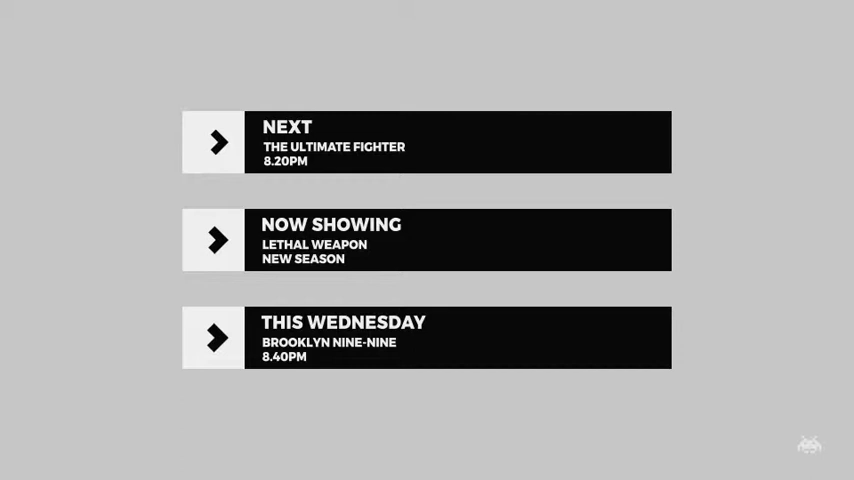 NEXT
THE ULTIMATE FIGHTER
8.20PM
NOW SHOWING
LETHAL WEAPON
NEW SEASON
THIS WEDNESDAY
BROOKLYN NINE-NINE
8.40PM